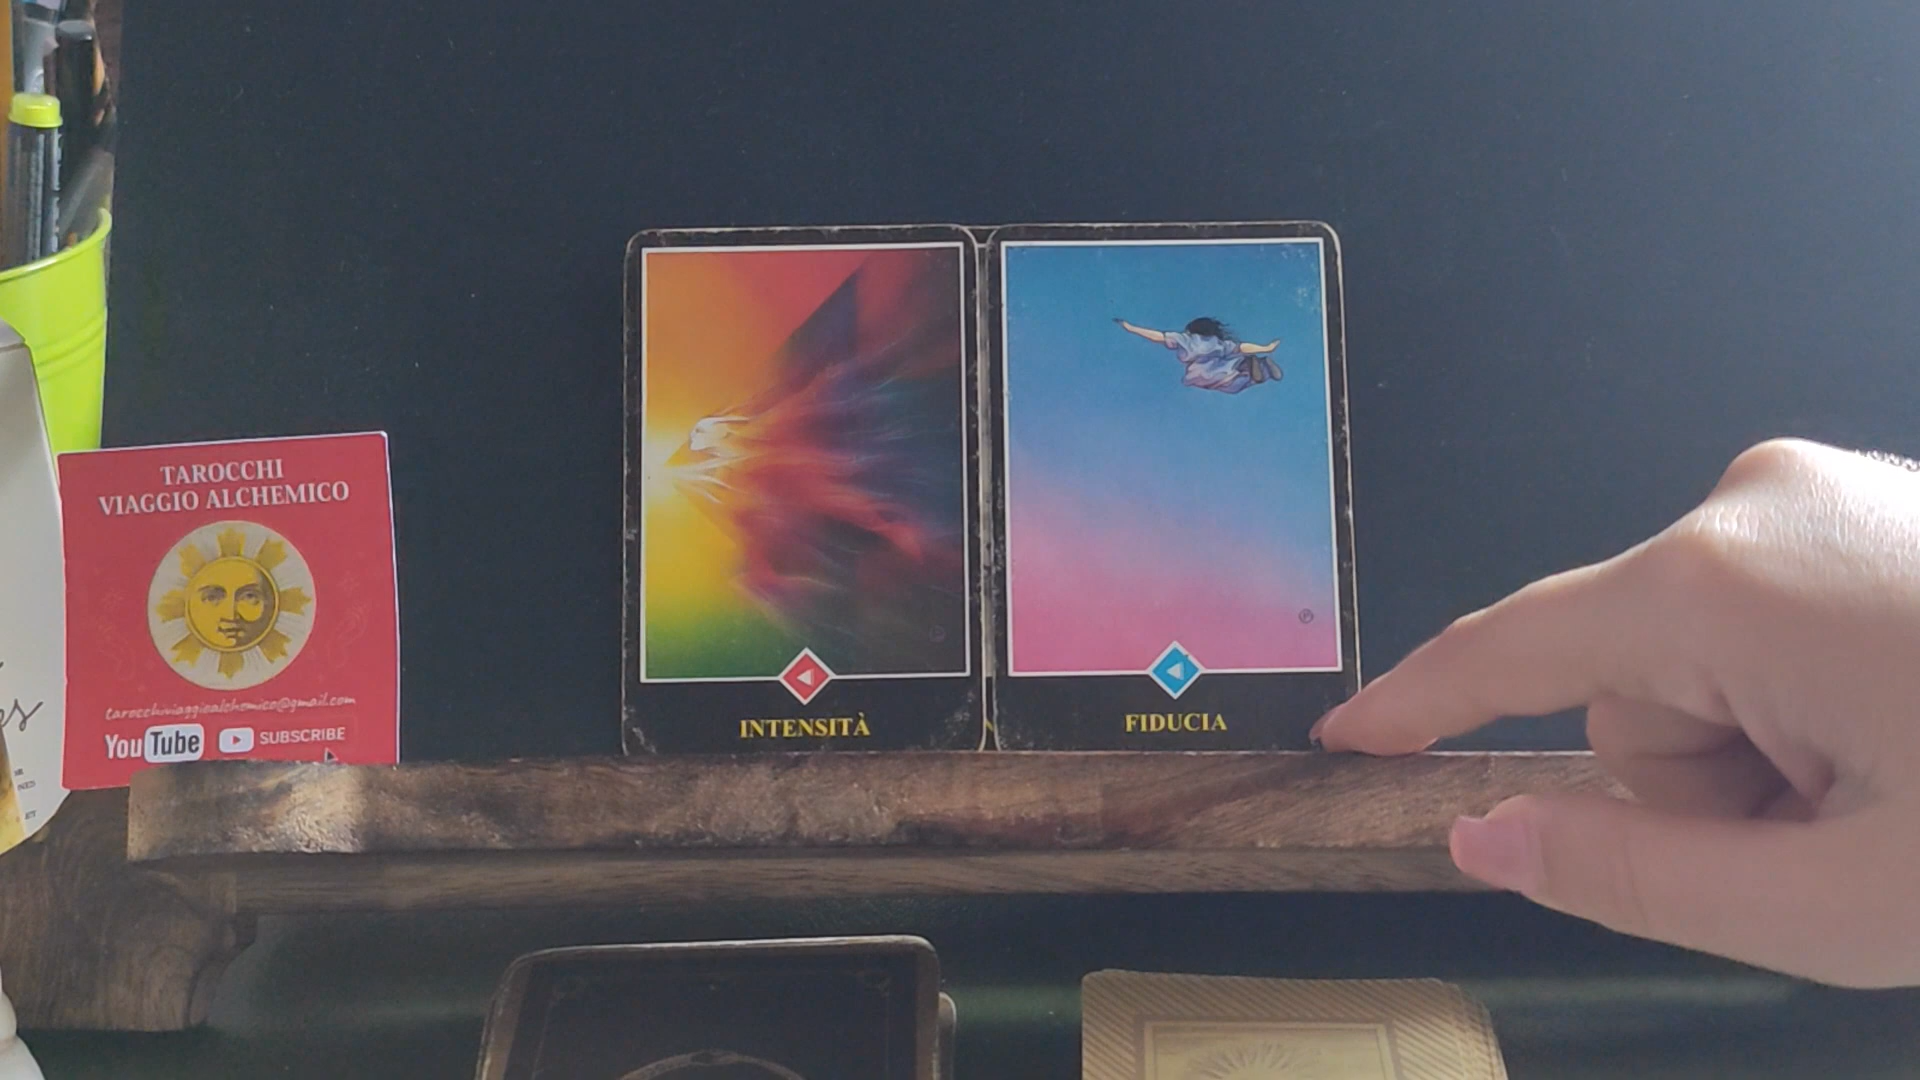 TAROCCHI
VIAGGIO ALCHEMICO
tarocchiviaggioalchemico@gmail.com
YouTube
SUBSCRIBE
INTENSITÀ
FIDUCIA